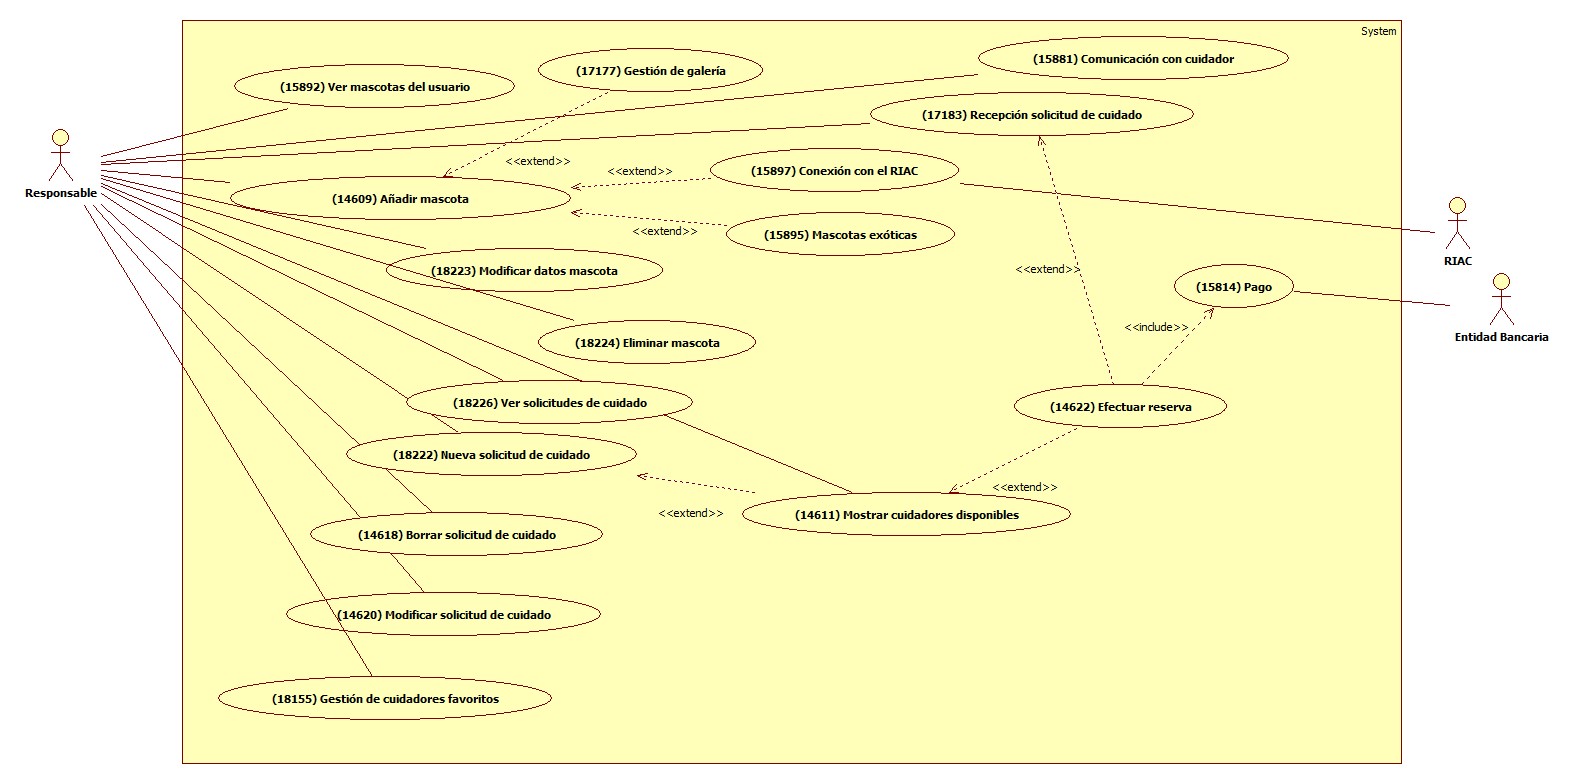 System
(15881) Comunicación con cuidador
(17177) Gestión de galería
(15892) Ver mascotas del usuario
(17183) Recepción solicitud de cuidado
<<extend>>
<<extend>>
(15897) Conexión con el RIAC
Responsable
(14609) Añadir mascota
<<extend>>
(15895) Mascotas exóticas
RIAC
<<extend>>
(18223) Modificar datos mascota
(15814) Pago
<<include>>
Entidad Bancaria
(18224) Eliminar mascota
(18226) Ver solicitudes de cuidado
(14622) Efectuar reserva
(18222) Nueva solicitud de cuidado
<<extend>>
<<extend>>
(14611) Mostrar cuidadores disponibles
(14618) Borrar solicitud de cuidado
(14620) Modificar solicitud de cuidado
(18155) Gestión de cuidadores favoritos